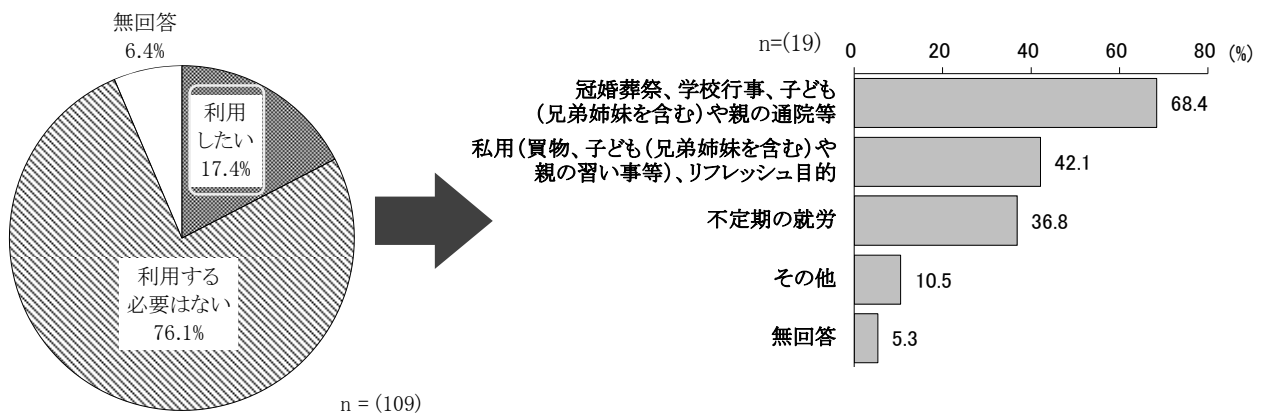 無回答
6.4%
利用
したい
17.4%
利用する
必要はない
76.1%
n = (109)
n=(19)
0 20 40 60 80 (%)
冠婚葬祭、学校行事、子ども
(兄弟姉妹を含む)や親の通院等
68.4
私用(買物、子ども(兄弟姉妹を含む)や
親の習い事等)、リフレッシュ目的
42.1
不定期の就労
36.8
その他
10.5
無回答
5.3